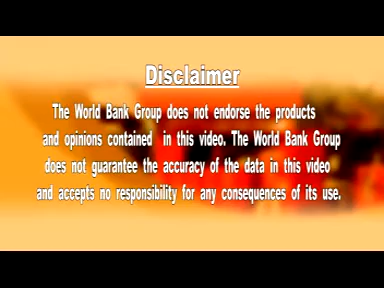 Disclaimer
The World Bank Group does not endorse the products
and opinions contained in this video. The World Bank Group
does not guarantee the accuracy of the data in this video
and accepts no responsibility for any consequences of its use.